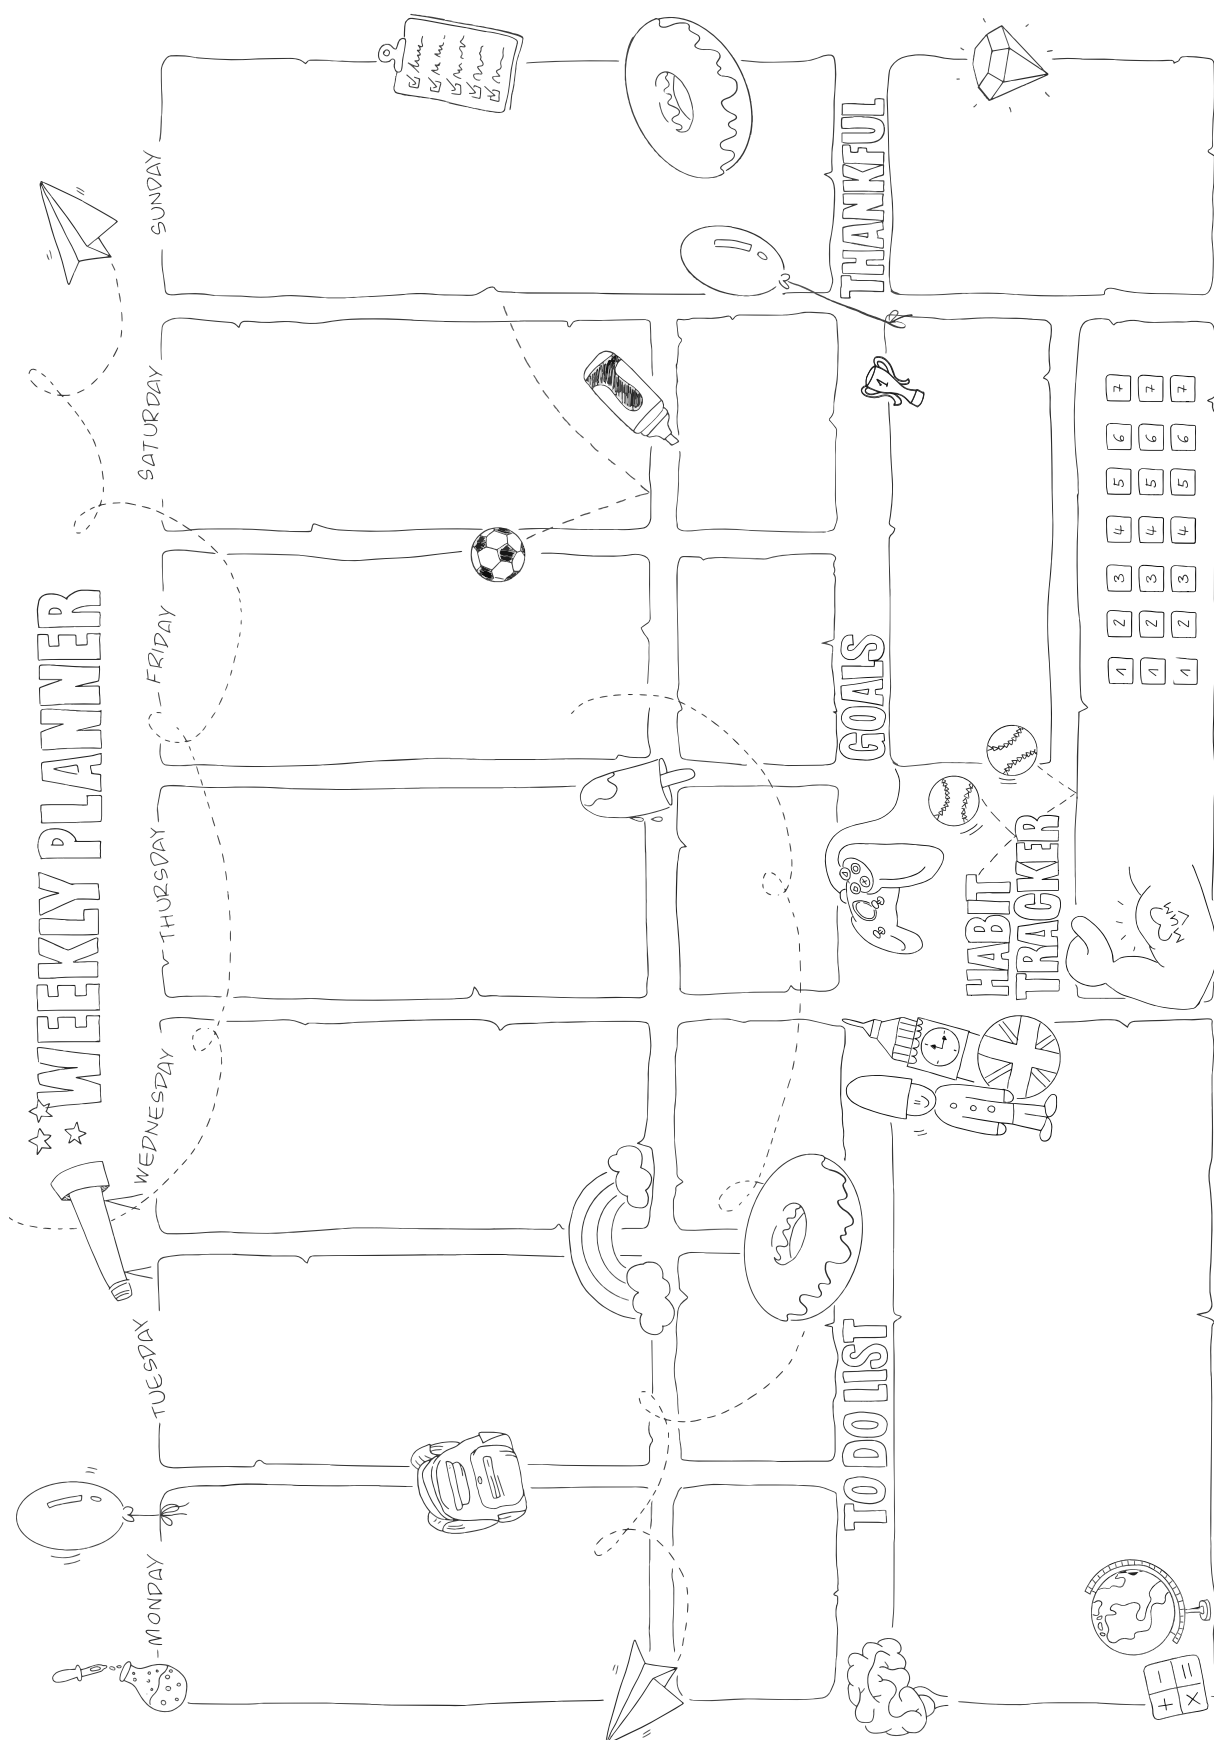 WEEKLY PLANNER
MONDAY
TUESDAY
WEDNESDAY
THURSDAY
FRIDAY
SATURDAY
SUNDAY
TO DO LIST
GOALS
THANKFUL
1
HABIT
TRACKER
1 2 3 4 5 6 7
1 2 3 4 5 6 7
1 2 3 4 5 6 7
+ −
× =